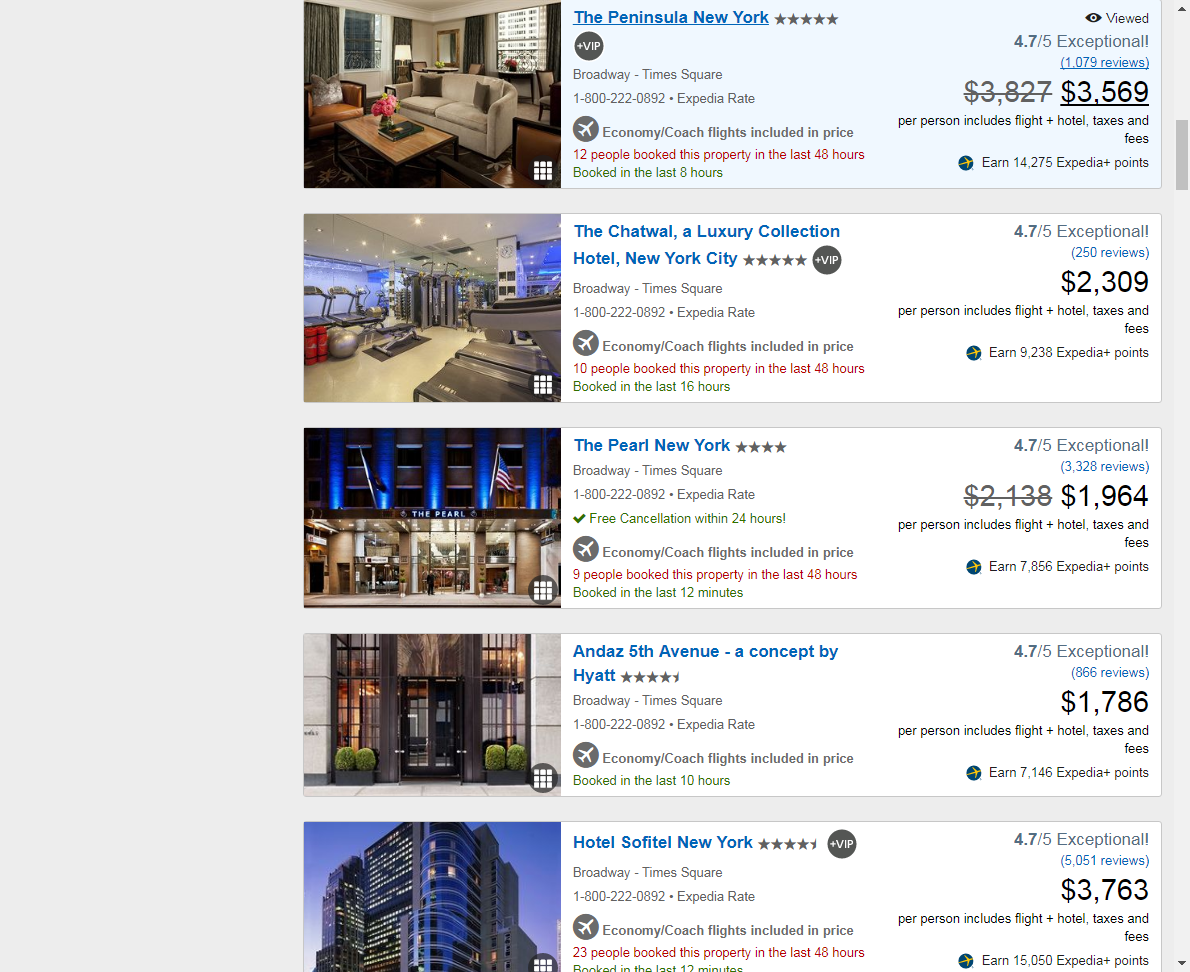 The Peninsula New York
+VIP
Broadway - Times Square
1-800-222-0892 • Expedia Rate
Economy/Coach flights included in price
12 people booked this property in the last 48 hours
Booked in the last 8 hours
Viewed
4.7/5 Exceptional!
(1,079 reviews)
$3,827 $3,569
per person includes flight + hotel, taxes and
fees
Earn 14,275 Expedia+ points
The Chatwal, a Luxury Collection
Hotel, New York City +VIP
Broadway - Times Square
1-800-222-0892 • Expedia Rate
Economy/Coach flights included in price
10 people booked this property in the last 48 hours
Booked in the last 16 hours
4.7/5 Exceptional!
(250 reviews)
$2,309
per person includes flight + hotel, taxes and
fees
Earn 9,238 Expedia+ points
THE PEARL
The Pearl New York
Broadway - Times Square
1-800-222-0892 • Expedia Rate
Free Cancellation within 24 hours!
Economy/Coach flights included in price
9 people booked this property in the last 48 hours
Booked in the last 12 minutes
4.7/5 Exceptional!
(3,328 reviews)
$2,138 $1,964
per person includes flight + hotel, taxes and
fees
Earn 7,856 Expedia+ points
Andaz 5th Avenue - a concept by
Hyatt
Broadway - Times Square
1-800-222-0892 • Expedia Rate
Economy/Coach flights included in price
Booked in the last 10 hours
4.7/5 Exceptional!
(866 reviews)
$1,786
per person includes flight + hotel, taxes and
fees
Earn 7,146 Expedia+ points
Hotel Sofitel New York +VIP
Broadway - Times Square
1-800-222-0892 • Expedia Rate
Economy/Coach flights included in price
23 people booked this property in the last 48 hours
Booked in the last 12 minutes
4.7/5 Exceptional!
(5,051 reviews)
$3,763
per person includes flight + hotel, taxes and
fees
Earn 15,050 Expedia+ points